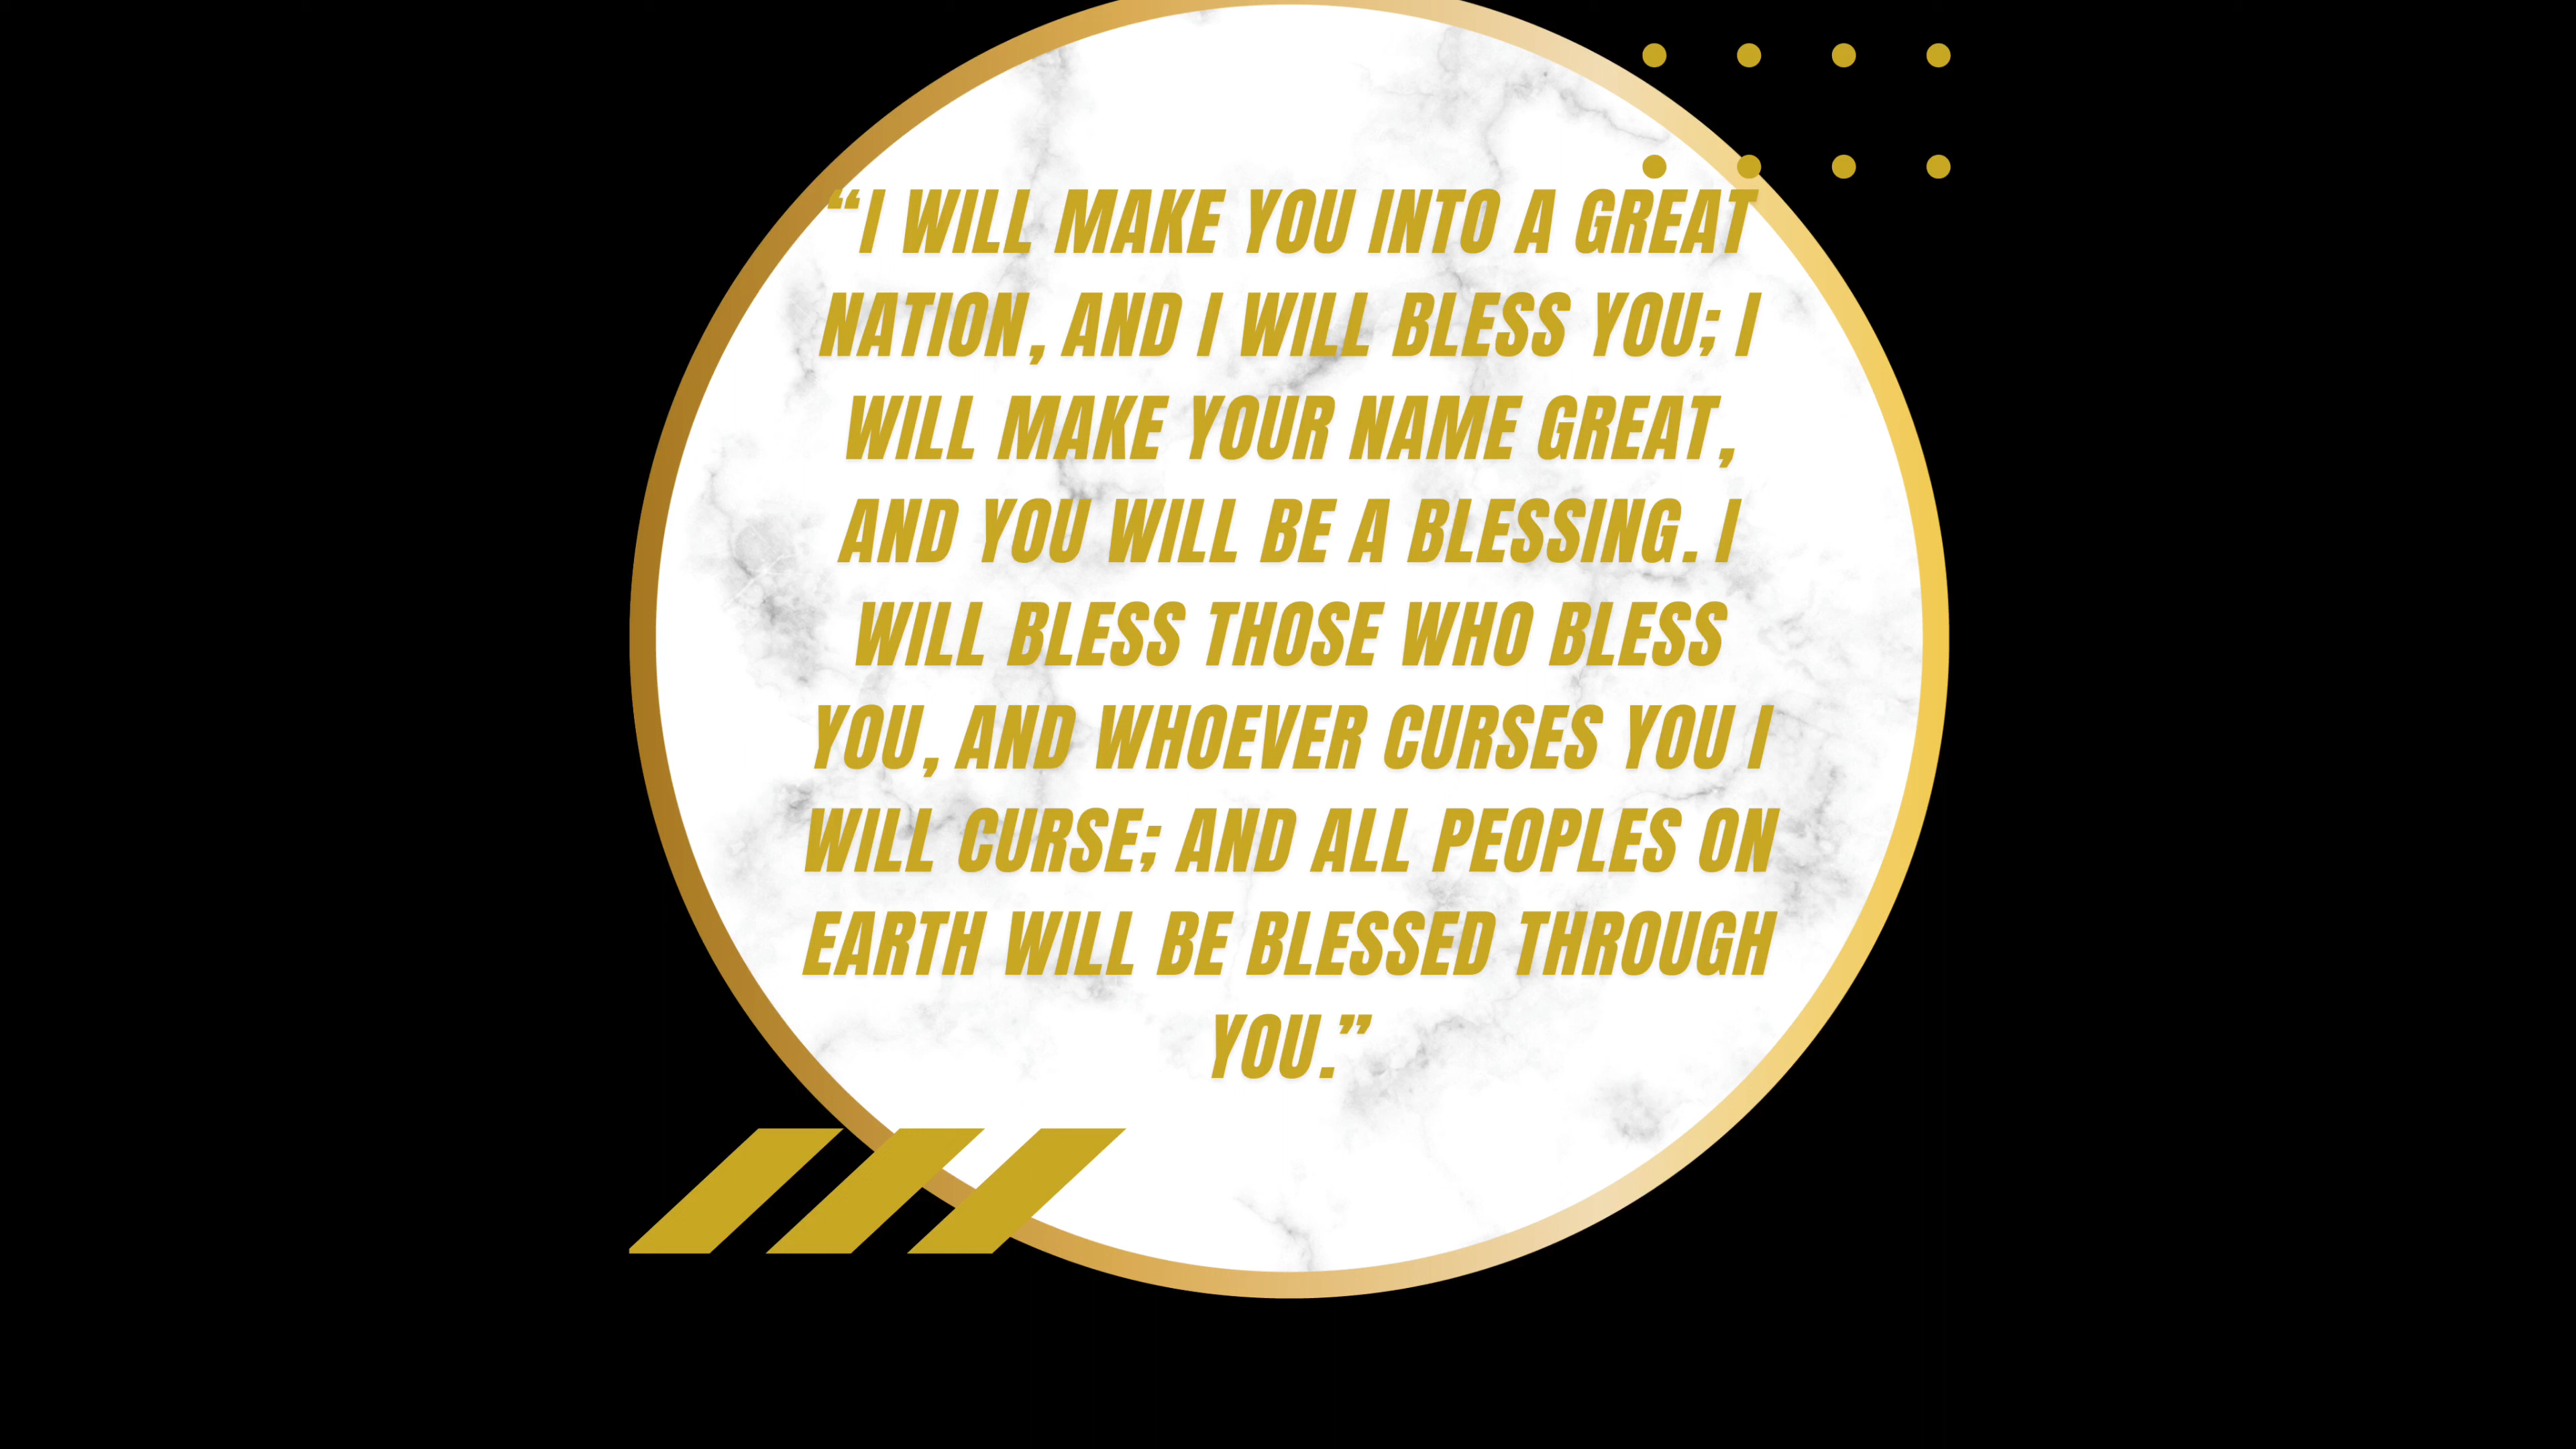 “I WILL MAKE YOU INTO A GREAT
NATION, AND I WILL BLESS YOU; I
WILL MAKE YOUR NAME GREAT,
AND YOU WILL BE A BLESSING. I
WILL BLESS THOSE WHO BLESS
YOU, AND WHOEVER CURSES YOU I
WILL CURSE; AND ALL PEOPLES ON
EARTH WILL BE BLESSED THROUGH
YOU.”